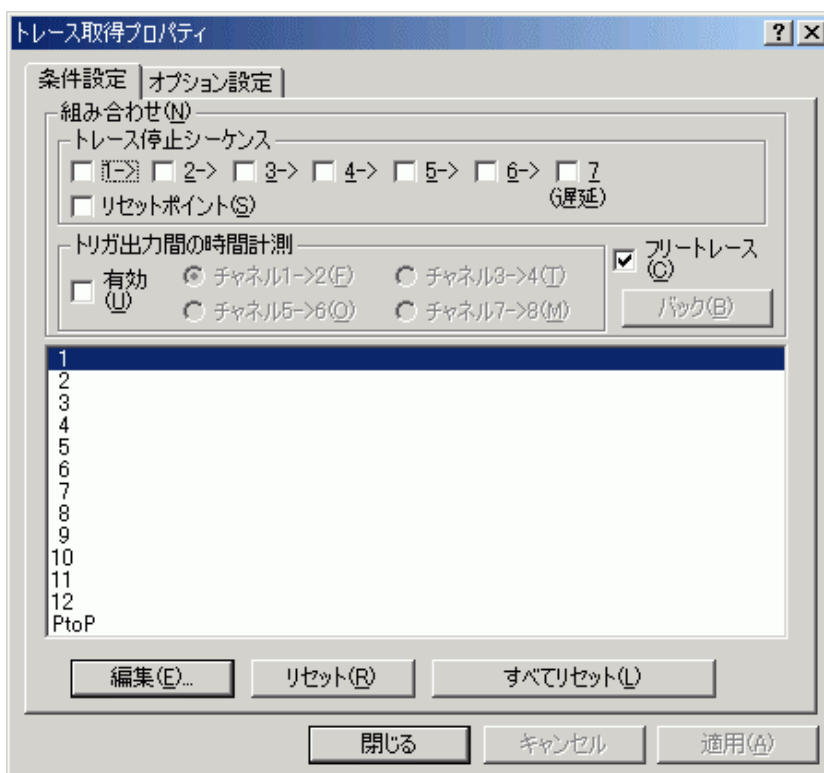 トレース取得プロパティ
条件設定 オプション設定
組み合わせ(N)
トレース停止シーケンス
1-> 2-> 3-> 4-> 5-> 6-> 7
(遅延)
リセットポイント(S)
トリガ出力間の時間計測
有効(U)
チャネル1->2(F) チャネル3->4(T)
チャネル5->6(O) チャネル7->8(M)
フリートレース
(C)
バック(B)
1
2
3
4
5
6
7
8
9
10
11
12
PtoP
編集(E)... リセット(R) すべてリセット(L)
閉じる キャンセル 適用(A)